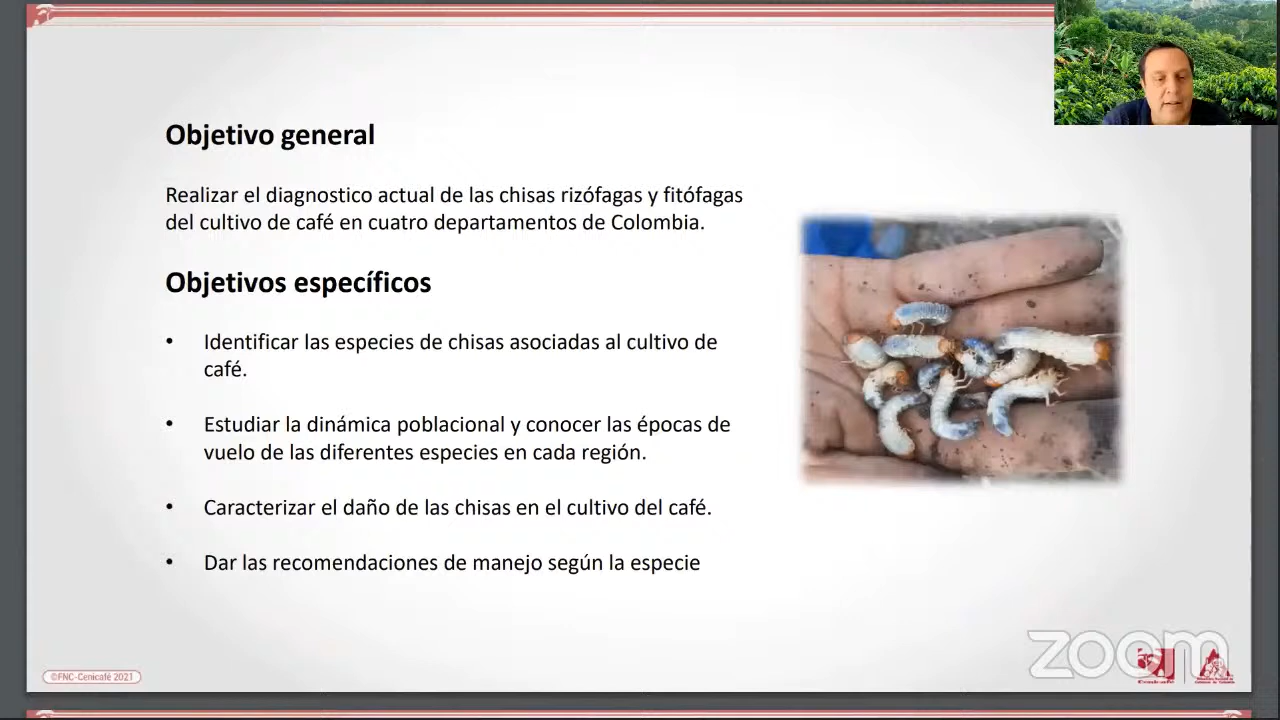 Objetivo general
Realizar el diagnostico actual de las chisas rizófagas y fitófagas
del cultivo de café en cuatro departamentos de Colombia.
Objetivos específicos
• Identificar las especies de chisas asociadas al cultivo de
café.
• Estudiar la dinámica poblacional y conocer las épocas de
vuelo de las diferentes especies en cada región.
• Caracterizar el daño de las chisas en el cultivo del café.
• Dar las recomendaciones de manejo según la especie
©FNC-Cenicafé 2021
zoom
Cenicafé